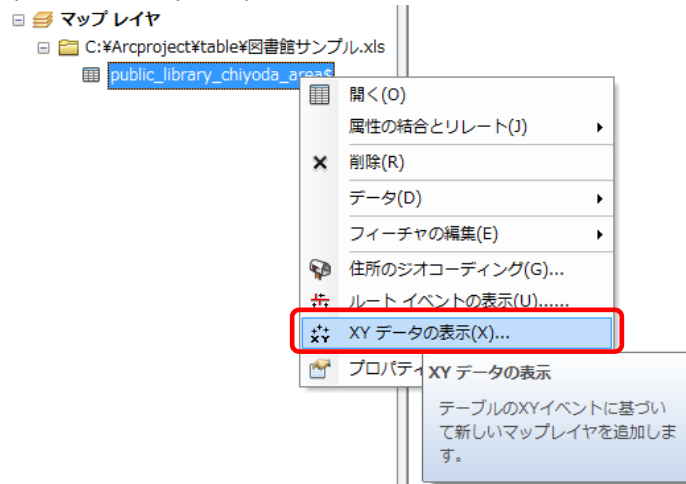 マップ レイヤ
C:¥Arcproject¥table¥図書館サンプル.xls
public_library_chiyoda_area$
開く(O)
属性の結合とリレート(J)
削除(R)
データ(D)
フィーチャの編集(E)
住所のジオコーディング(G)...
ルート イベントの表示(U)......
XY データの表示(X)...
プロパティ
XY データの表示
テーブルのXYイベントに基づい
て新しいマップレイヤを追加しま
す。